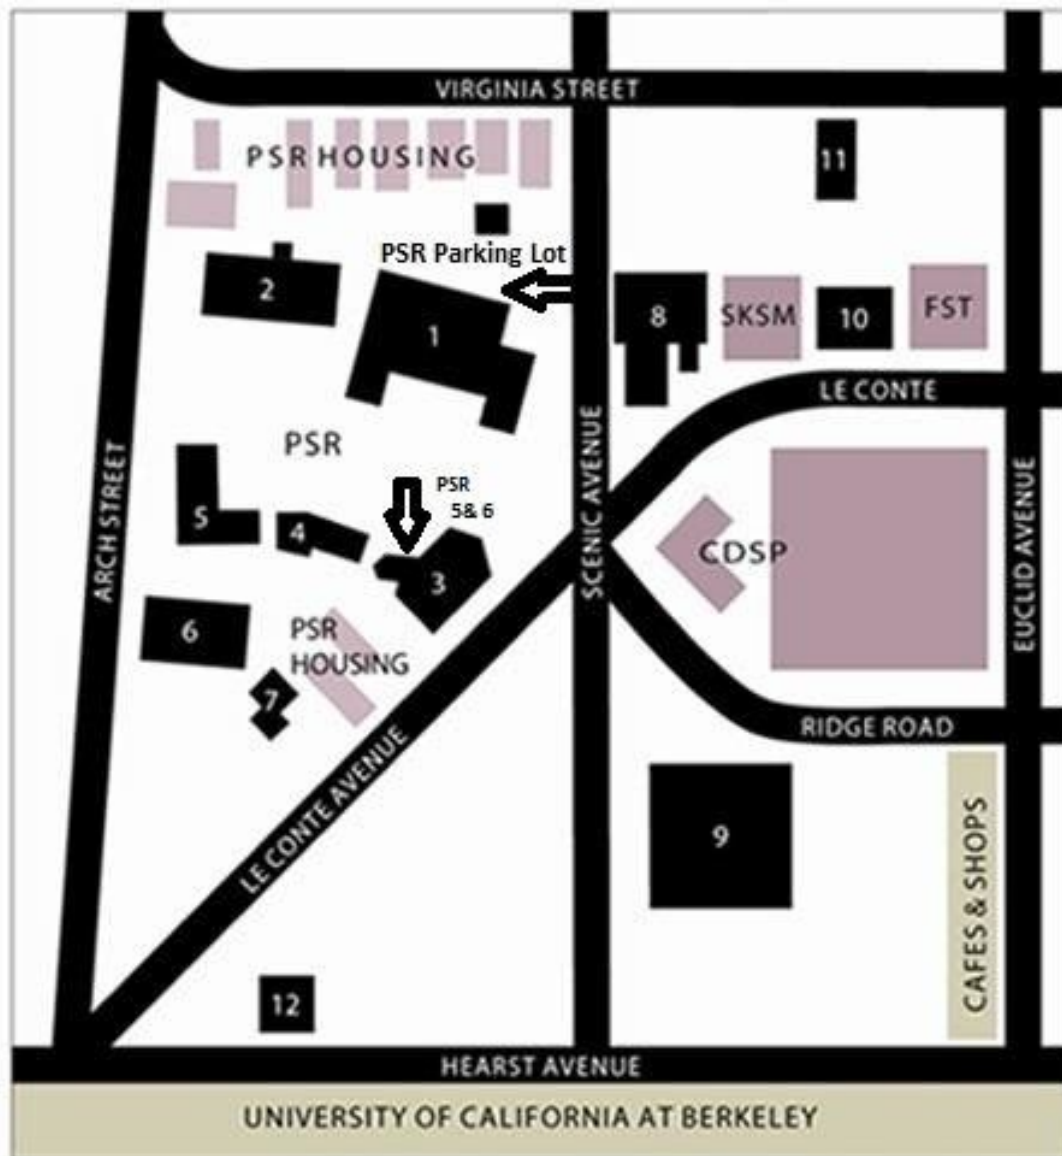 VIRGINIA STREET
PSR HOUSING
11
PSR Parking Lot
2
1
8
SKSM
10
FST
LE CONTE
PSR
ARCH STREET
SCENIC AVENUE
EUCLID AVENUE
PSR
5& 6
5
4
3
CDSP
6
PSR
HOUSING
7
RIDGE ROAD
LE CONTE AVENUE
9
CAFES & SHOPS
12
HEARST AVENUE
UNIVERSITY OF CALIFORNIA AT BERKELEY